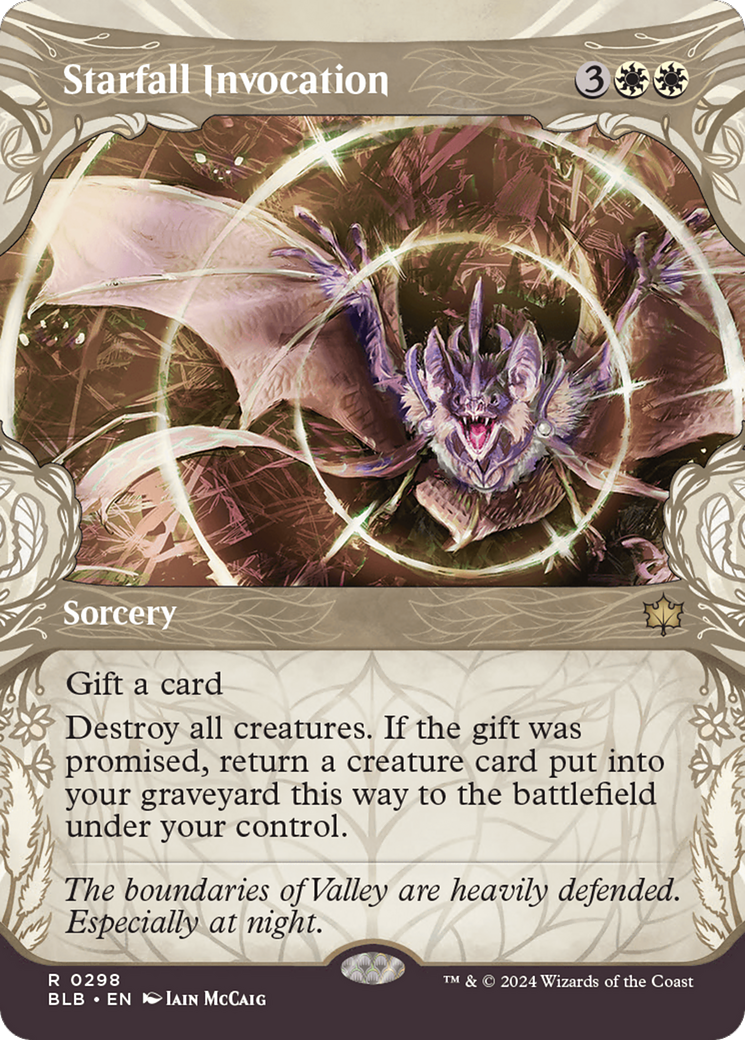 Starfall Invocation 3
Sorcery
Gift a card
Destroy all creatures. If the gift was
promised, return a creature card put into
your graveyard this way to the battlefield
under your control.
The boundaries of Valley are heavily defended.
Especially at night.
R 0298
BLB • EN Iain McCaig
™ & © 2024 Wizards of the Coast